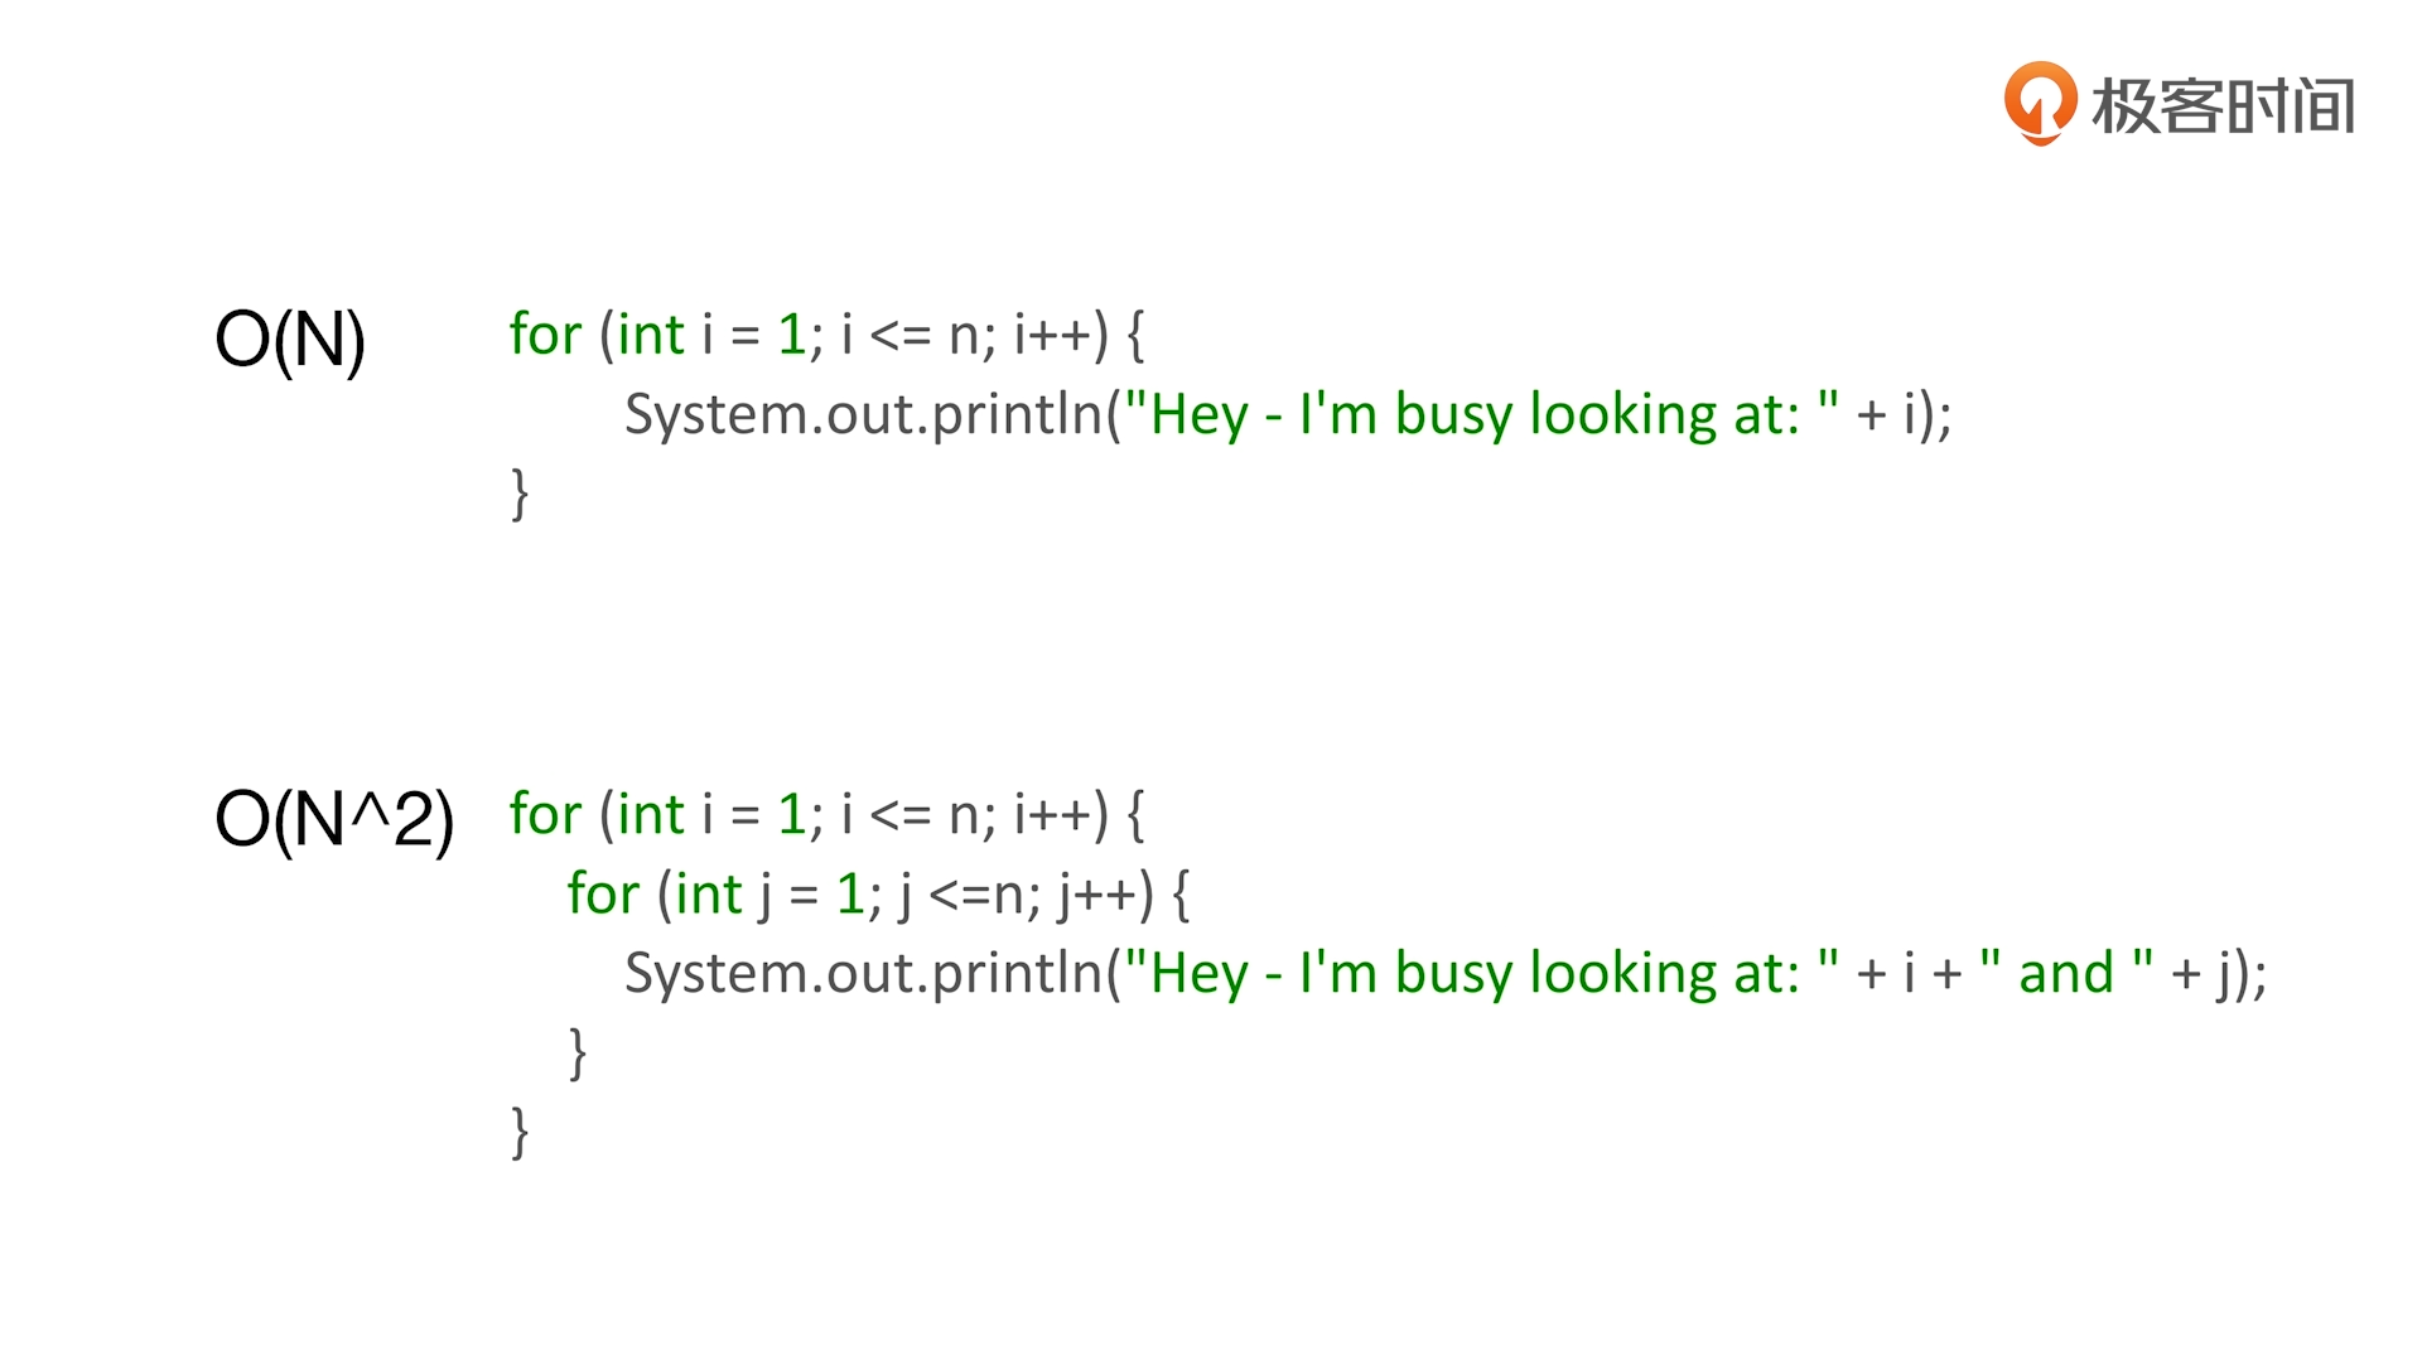 极客时间
O(N) for (int i = 1; i <= n; i++) {
System.out.println("Hey - I'm busy looking at: " + i);
}
O(N^2) for (int i = 1; i <= n; i++) {
for (int j = 1; j <=n; j++) {
System.out.println("Hey - I'm busy looking at: " + i + " and " + j);
}
}